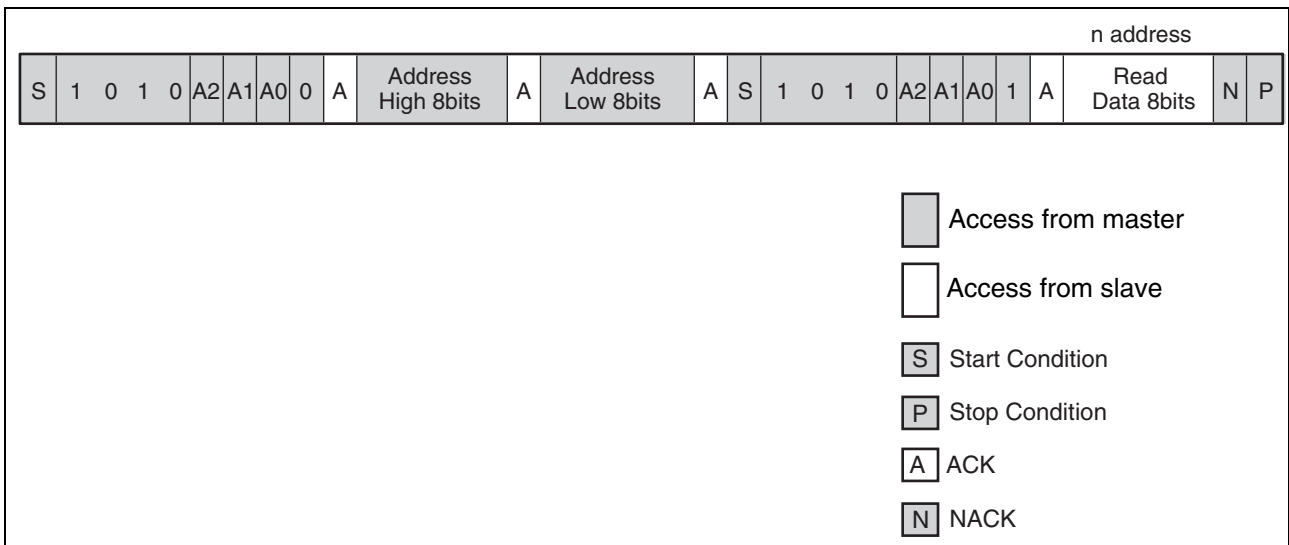 n address
S 1 0 1 0 A2 A1 A0 0 A Address High 8bits A Address Low 8bits A S 1 0 1 0 A2 A1 A0 1 A Read Data 8bits N P
Access from master
Access from slave
S Start Condition
P Stop Condition
A ACK
N NACK